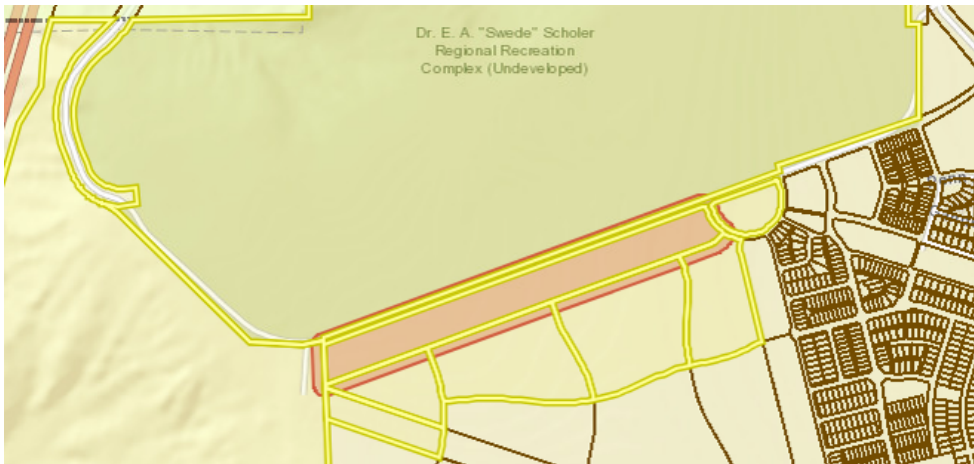 Dr. E. A. "Swede" Scholer
Regional Recreation
Complex (Undeveloped)